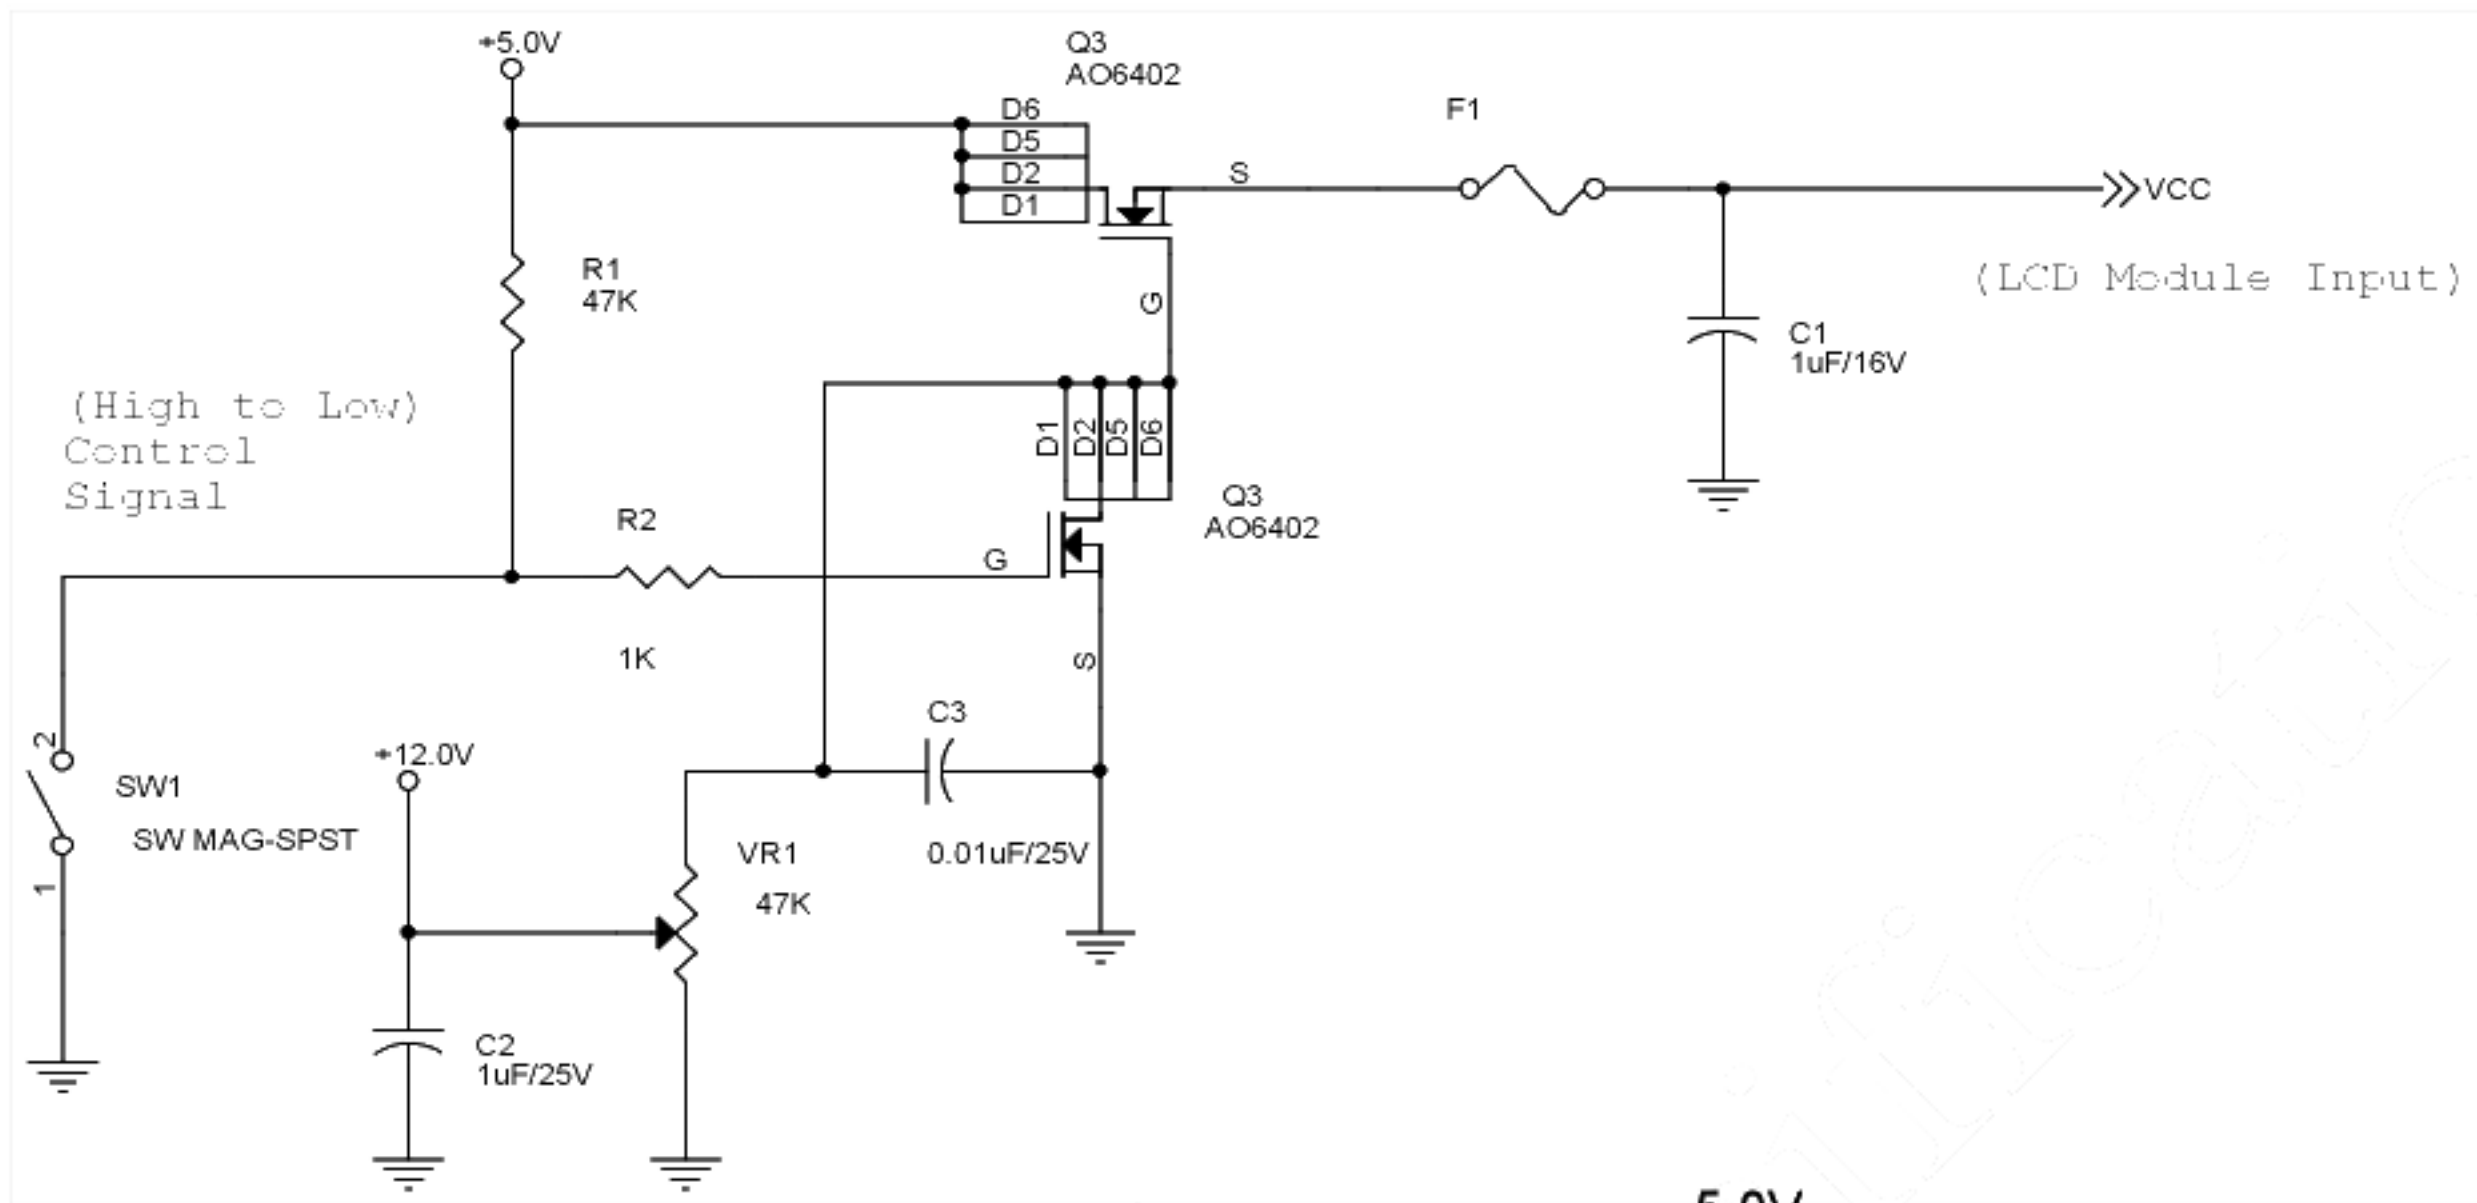 +5.0V
Q3
AO6402
D6
D5
D2
D1
S
F1
VCC
(LCD Module Input)
R1
47K
G
C1
1uF/16V
(High to Low)
Control
Signal
D1
D2
D5
D6
Q3
AO6402
R2
G
1K
S
2
SW1
SW MAG-SPST
1
+12.0V
C3
0.01uF/25V
VR1
47K
C2
1uF/25V
5.0V